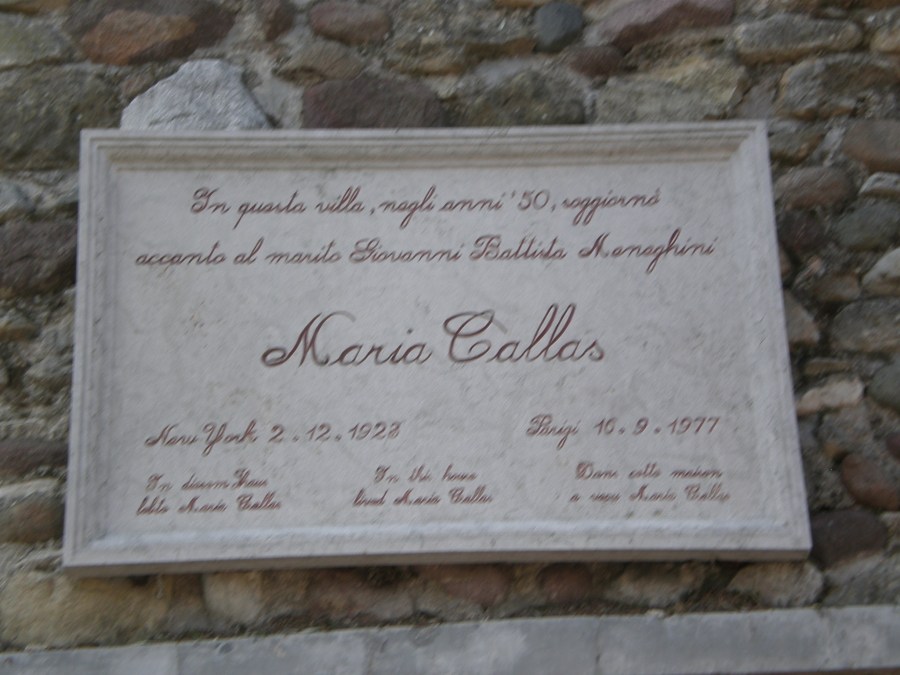 In questa villa, negli anni '50, soggiornò
accanto al marito Giovanni Battista Meneghini
Maria Callas
New York 2.12.1923 Parigi 16.9.1977
In diesem Haus In this house Dans cette maison
lebte Maria Callas lived Maria Callas a vecu Maria Callas